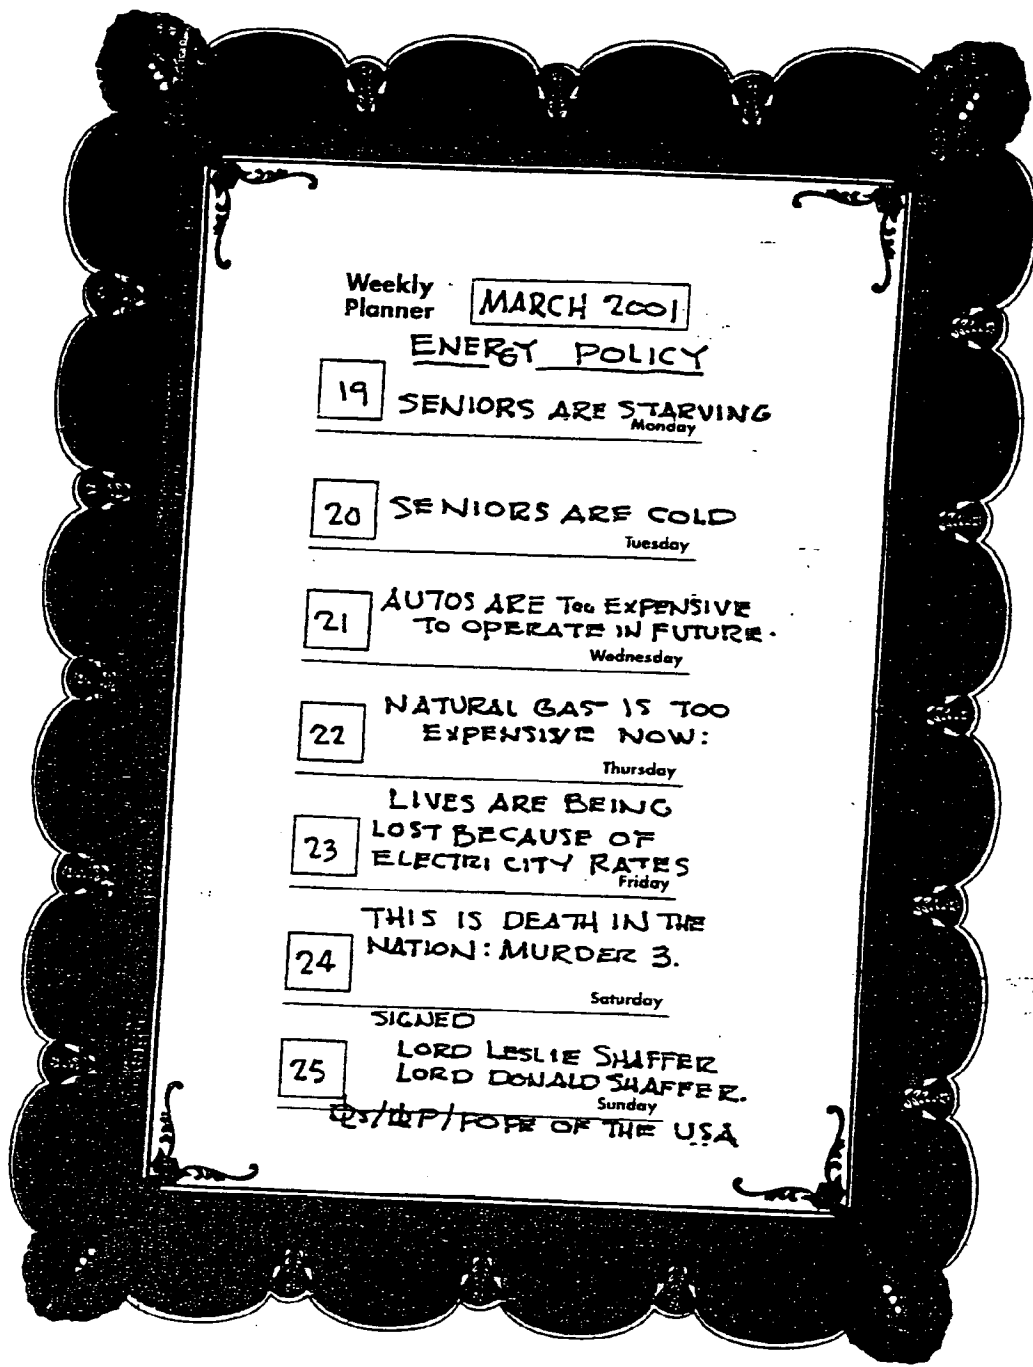 Weekly
Planner
MARCH 2001
ENERGY POLICY
19
SENIORS ARE STARVING
Monday
20
SENIORS ARE COLD
Tuesday
21
AUTOS ARE Too EXPENSIVE
TO OPERATE IN FUTURE.
Wednesday
22
NATURAL GAS IS TOO
EXPENSIVE NOW:
Thursday
LIVES ARE BEING
23
LOST BECAUSE OF
ELECTRI CITY RATES
Friday
THIS IS DEATH IN THE
24
NATION: MURDER 3.
Saturday
SIGNED
25
LORD LESLIE SHAFFER
LORD DONALD SHAFFER.
Sunday
POPE OF THE USA